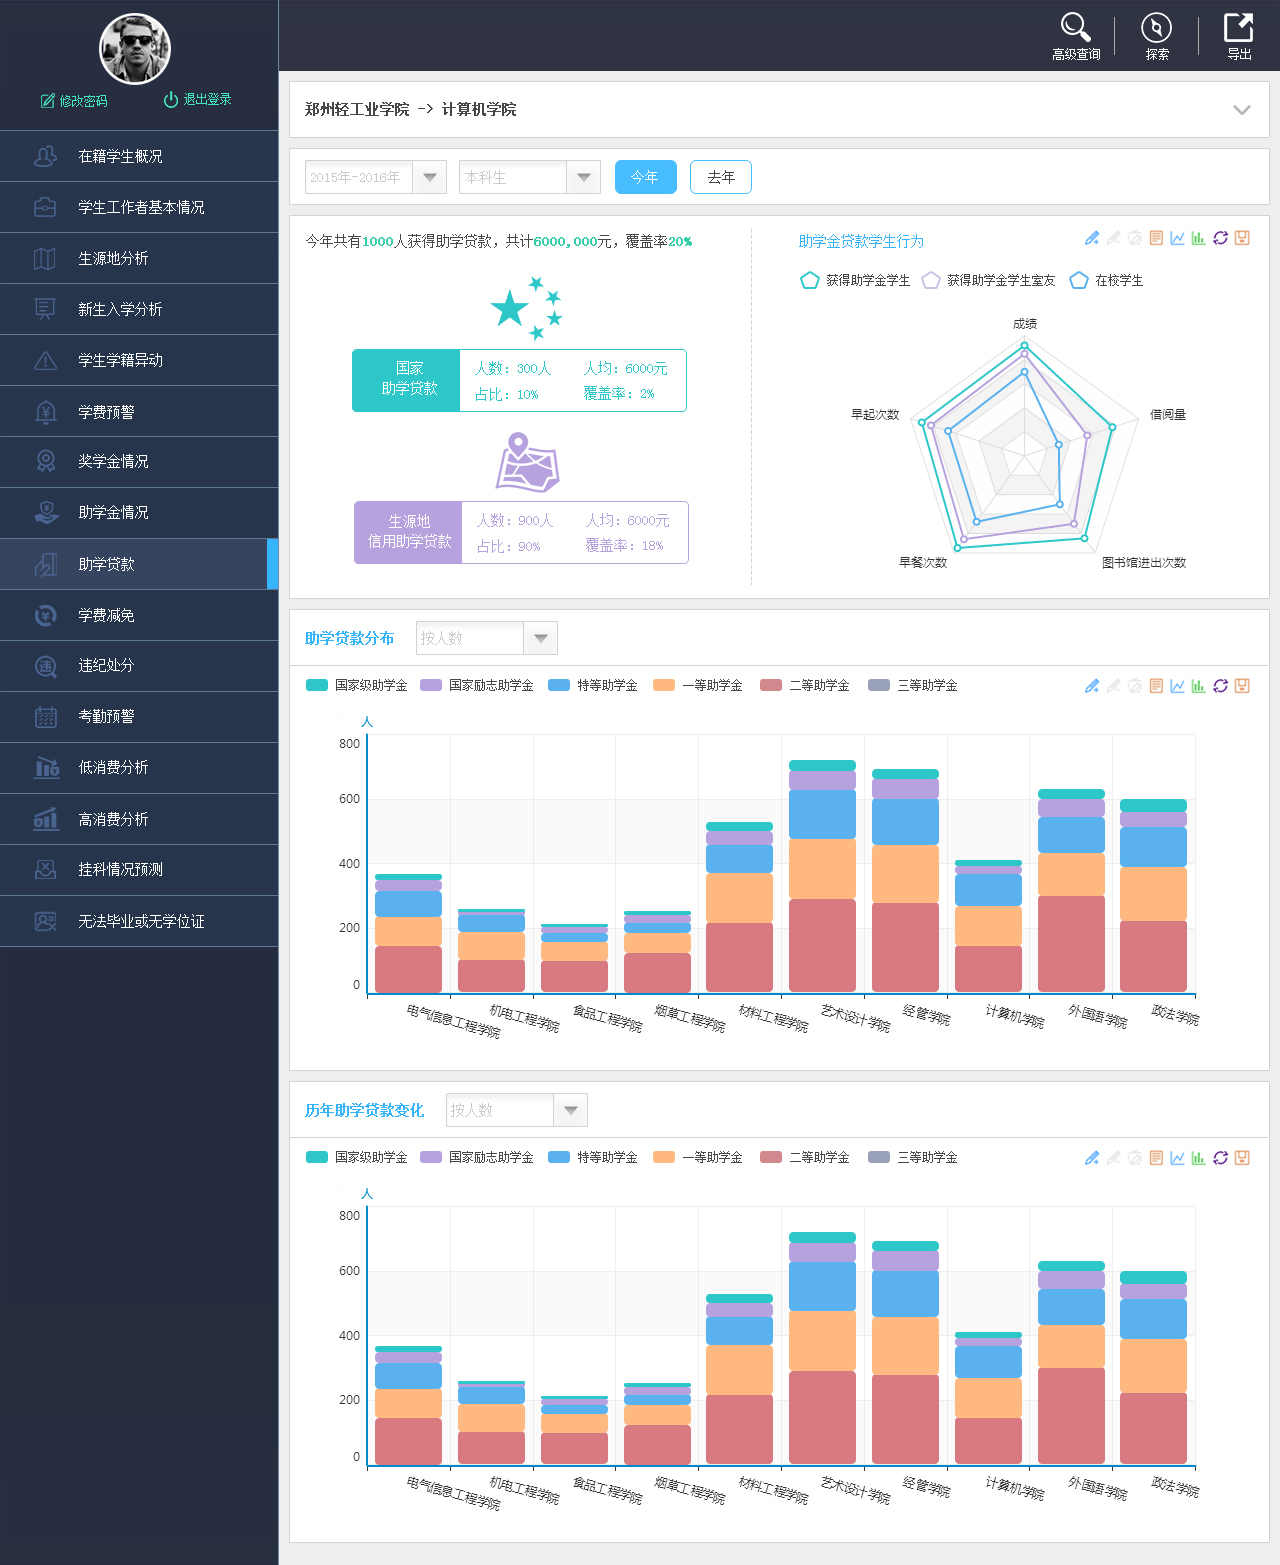 高级查询
探索
导出
修改密码
退出登录
在籍学生概况
学生工作者基本情况
生源地分析
新生入学分析
学生学籍异动
学费预警
奖学金情况
助学金情况
助学贷款
学费减免
违纪处分
考勤预警
低消费分析
高消费分析
挂科情况预测
无法毕业或无学位证
郑州轻工业学院 -> 计算机学院
2015年-2016年
本科生
今年
去年
今年共有1000人获得助学贷款，共计6000,000元，覆盖率20%
国家
助学贷款
人数：300人
人均：6000元
占比：10%
覆盖率：2%
生源地
信用助学贷款
人数：900人
人均：6000元
占比：90%
覆盖率：18%
助学金贷款学生行为
获得助学金学生
获得助学金学生室友
在校学生
成绩
早起次数
借阅量
早餐次数
图书馆进出次数
助学贷款分布
按人数
国家级助学金
国家励志助学金
特等助学金
一等助学金
二等助学金
三等助学金
人
800
600
400
200
0
电气信息工程学院
机电工程学院
食品工程学院
烟草工程学院
材料工程学院
艺术设计学院
经管学院
计算机学院
外国语学院
政法学院
历年助学贷款变化
按人数
国家级助学金
国家励志助学金
特等助学金
一等助学金
二等助学金
三等助学金
人
800
600
400
200
0
电气信息工程学院
机电工程学院
食品工程学院
烟草工程学院
材料工程学院
艺术设计学院
经管学院
计算机学院
外国语学院
政法学院